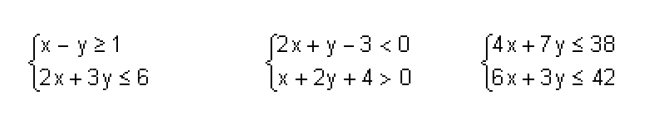 x − y ≥ 1    2x + y − 3 < 0    4x + 7y ≤ 38
2x + 3y ≤ 6    x + 2y + 4 > 0    6x + 3y ≤ 42